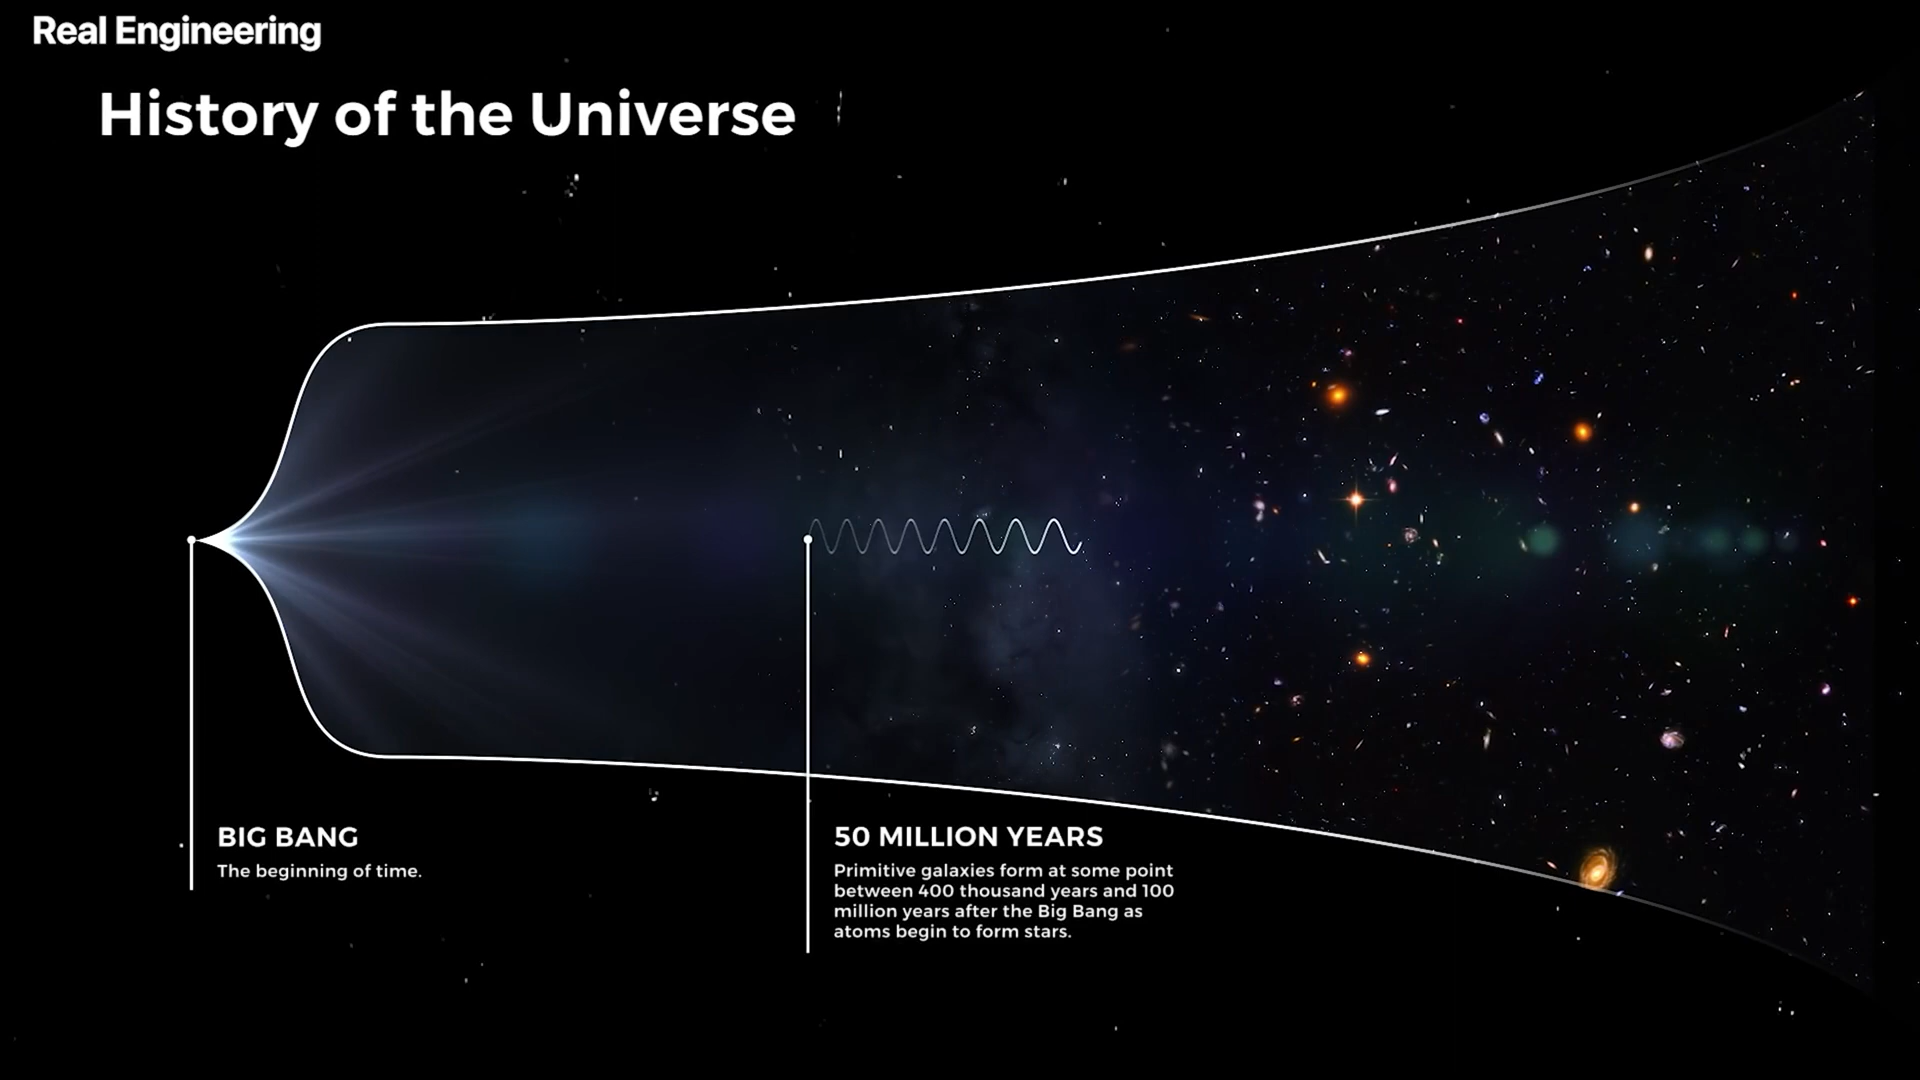 Real Engineering
History of the Universe
BIG BANG
The beginning of time.
50 MILLION YEARS
Primitive galaxies form at some point
between 400 thousand years and 100
million years after the Big Bang as
atoms begin to form stars.